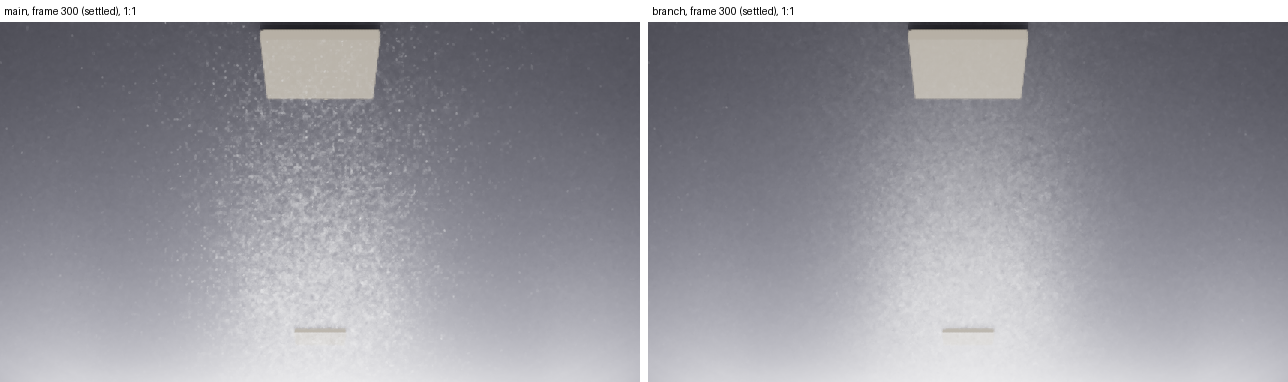 main, frame 300 (settled), 1:1
branch, frame 300 (settled), 1:1